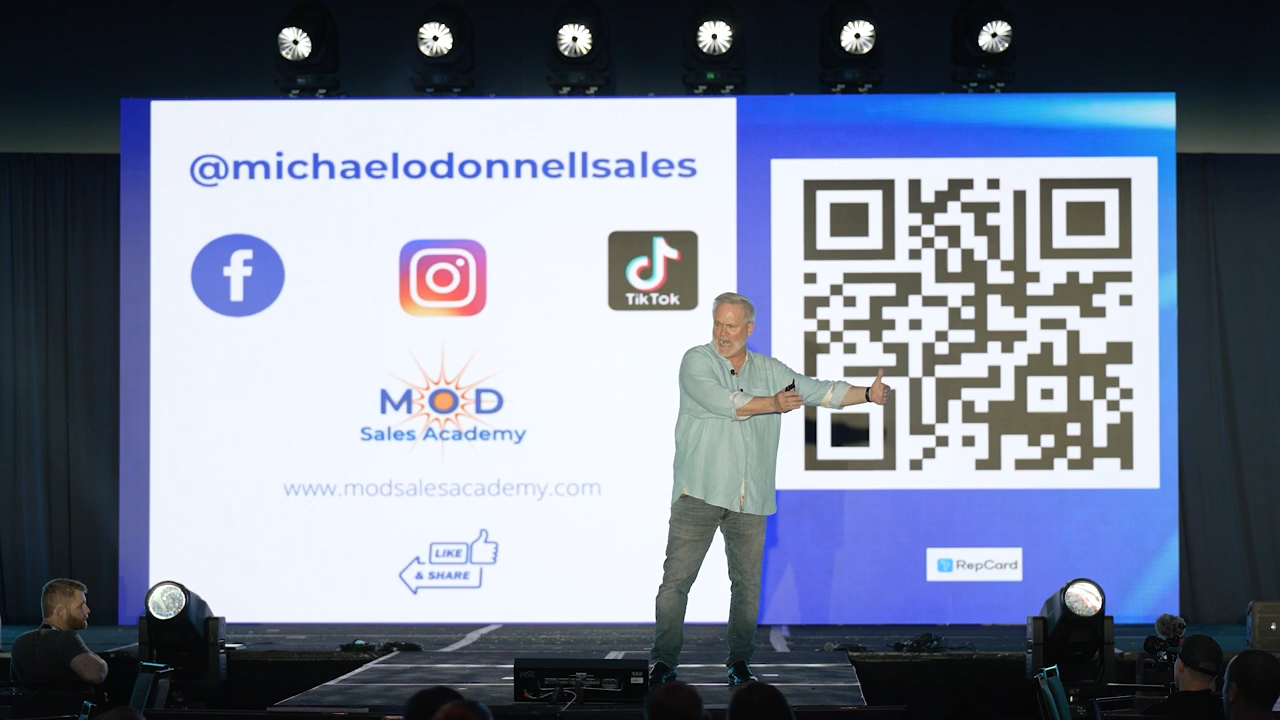 @michaelodonnellsales
TikTok
MOD
Sales Academy
www.modsalesacademy.com
LIKE
& SHARE
RepCard